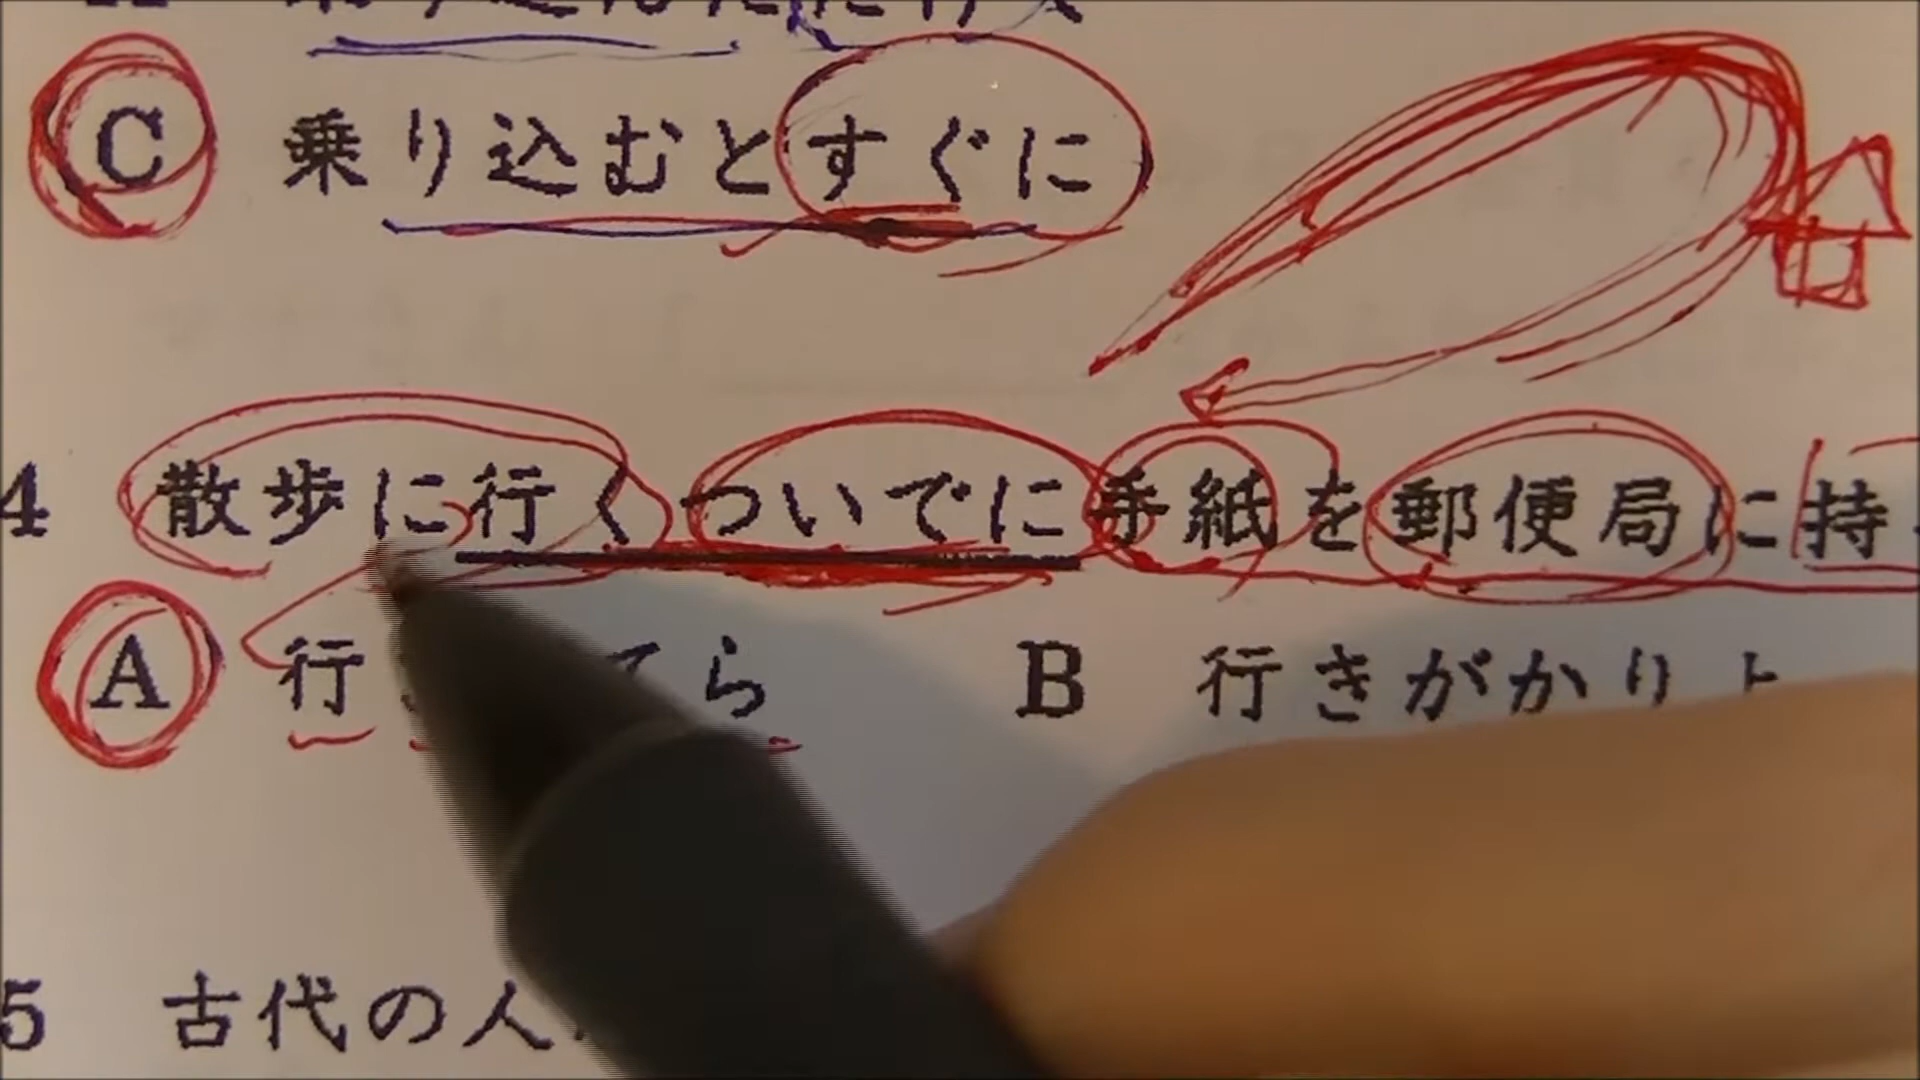 C 乗り込むとすぐに
4 散歩に行くついでに手紙を郵便局に持
A 行 てら B 行きがかり
5 古代の人